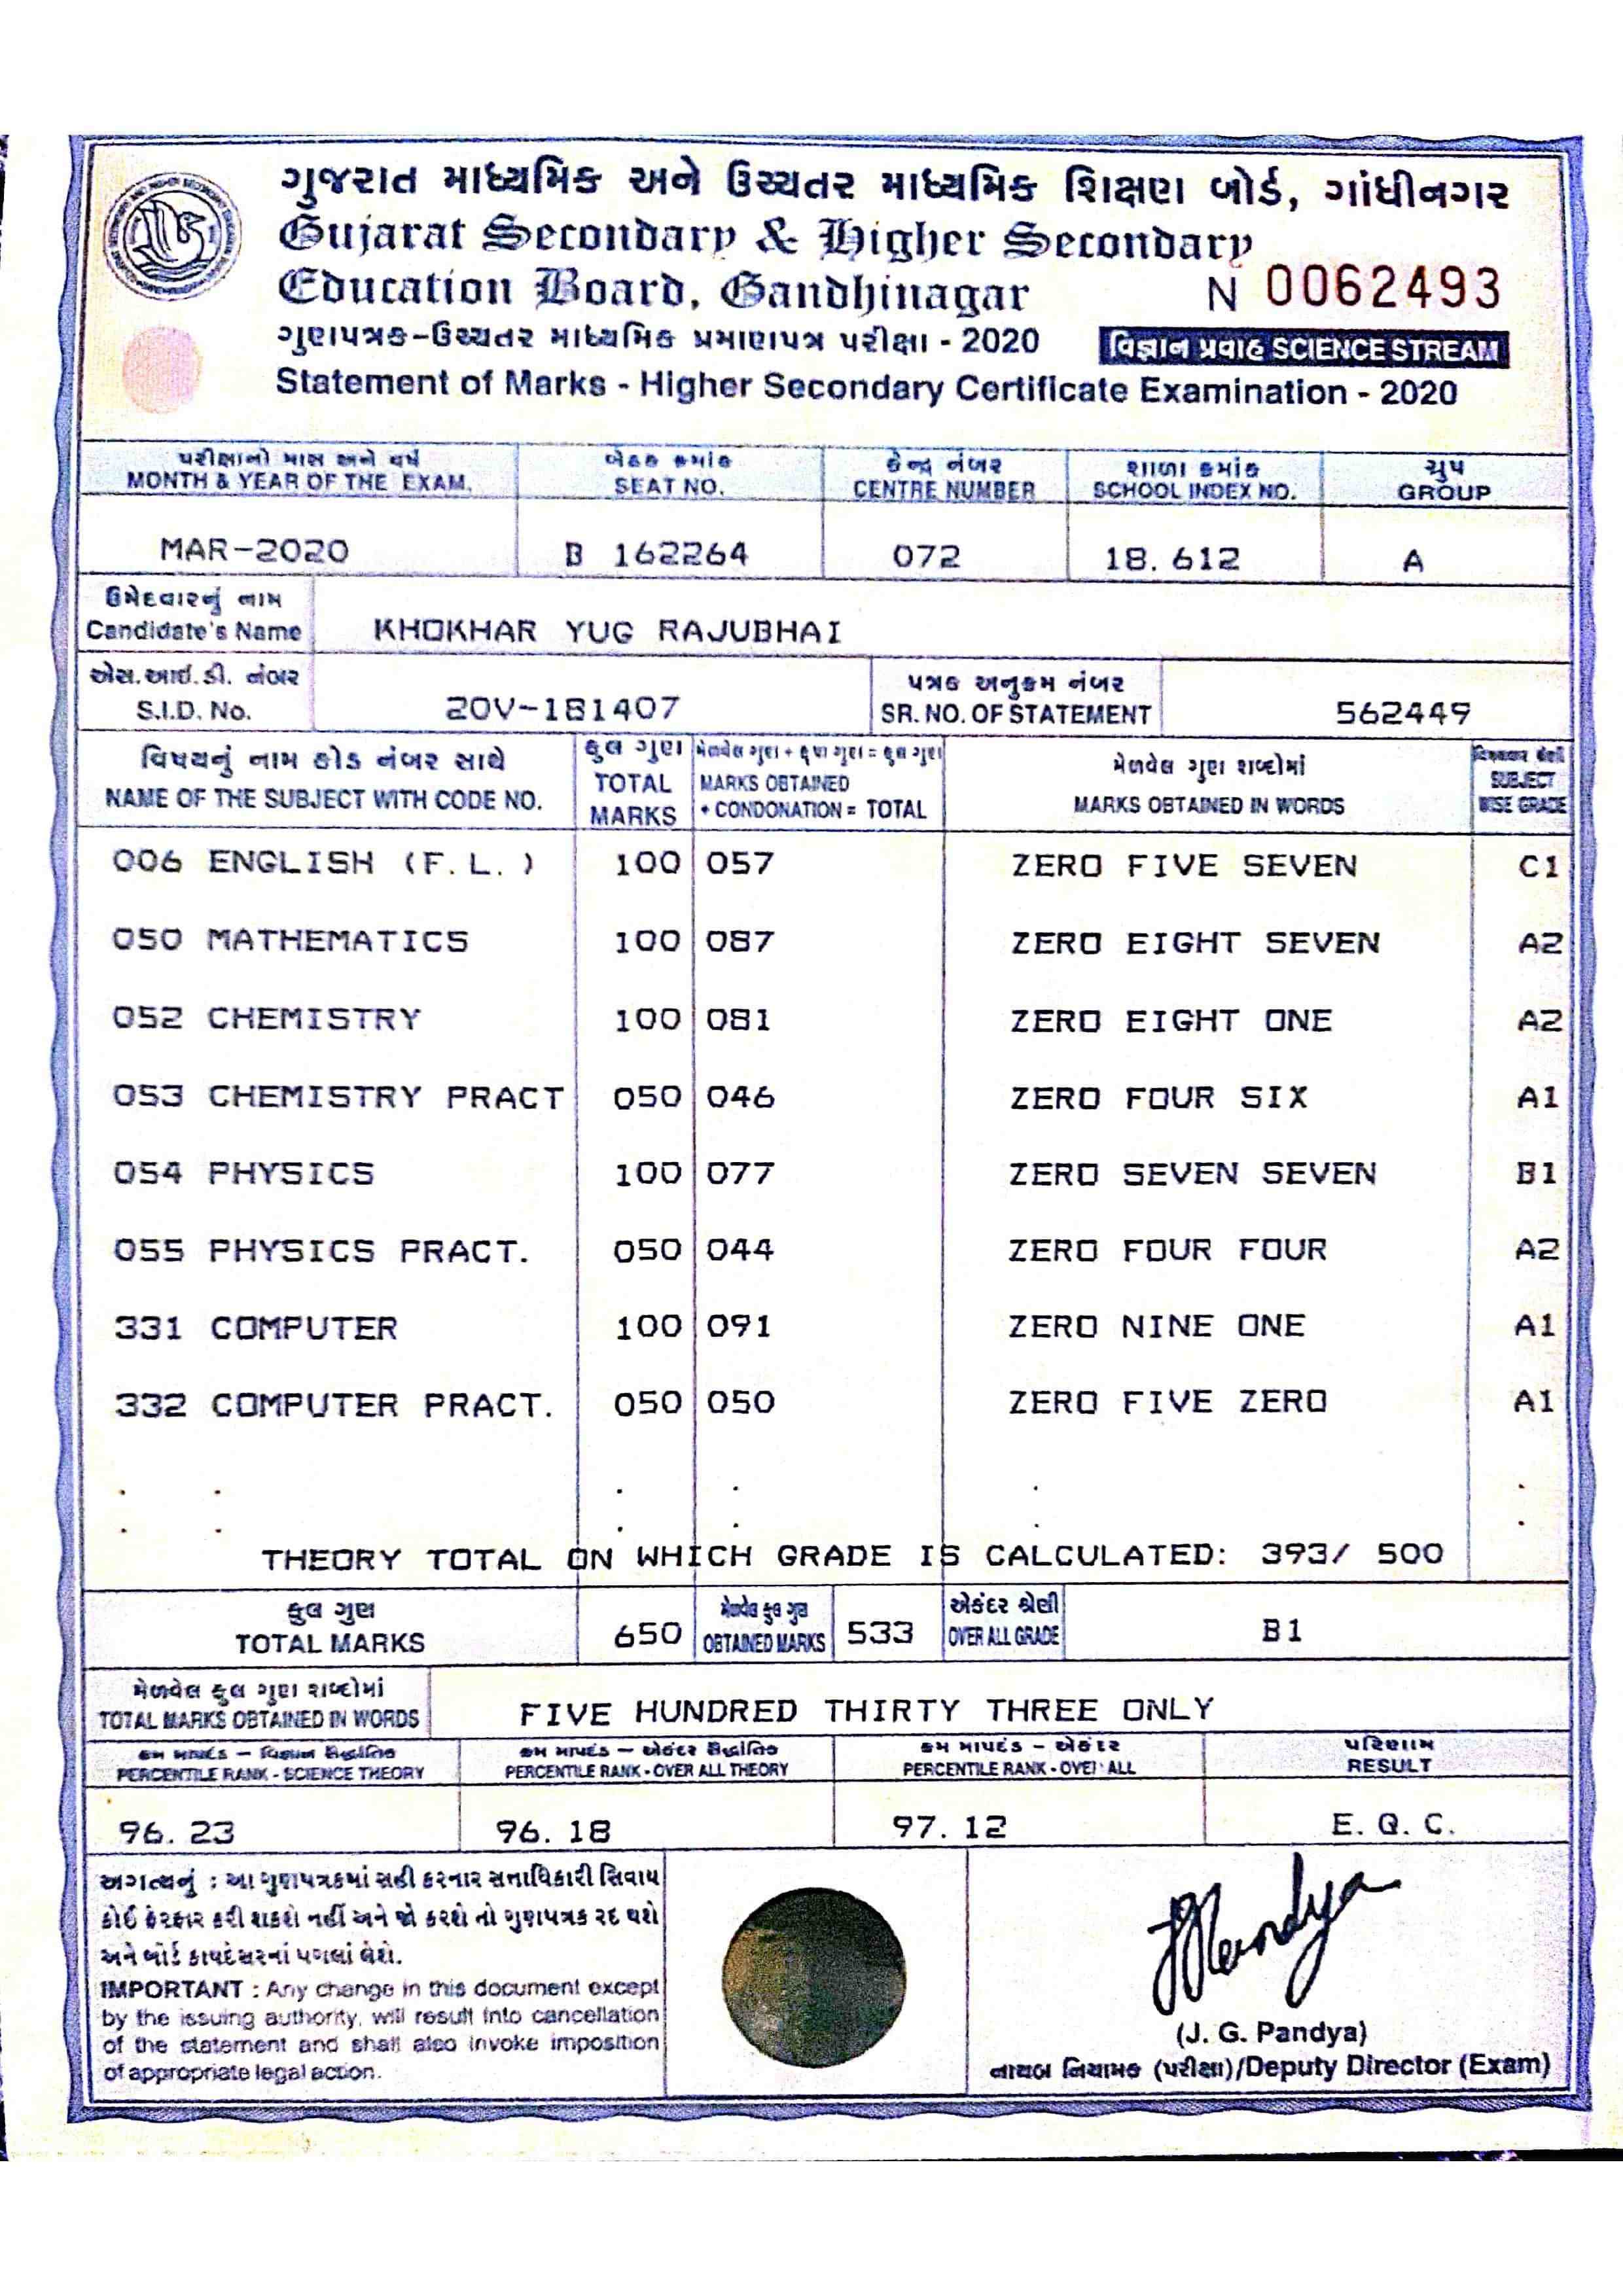 ગુજરાત માધ્યમિક અને ઉચ્ચતર માધ્યમિક શિક્ષણ બોર્ડ, ગાંધીનગર
Gujarat Secondary & Higher Secondary
Education Board, Gandhinagar
N 0062493
ગુણપત્રક-ઉચ્ચતર માધ્યમિક પ્રમાણપત્ર પરીક્ષા - 2020
વિજ્ઞાન પ્રવાહ SCIENCE STREAM
Statement of Marks - Higher Secondary Certificate Examination - 2020
પરીક્ષાનો માસ અને વર્ષ બેઠક ક્રમાંક કેન્દ્ર નંબર શાળા ક્રમાંક ગ્રુપ
MONTH & YEAR OF THE EXAM. SEAT NO. CENTRE NUMBER SCHOOL INDEX NO. GROUP
MAR-2020 B 162264 072 18.612 A
ઉમેદવારનું નામ
Candidate's Name KHOKHAR YUG RAJUBHAI
એસ.આઈ.ડી. નંબર પત્રક અનુક્રમ નંબર
S.I.D. No. 20V-181407 SR. NO. OF STATEMENT 562449
વિષયનું નામ કોડ નંબર સાથે કુલ ગુણ મેળવેલ ગુણ + કૃપા ગુણ = કુલ ગુણ મેળવેલ ગુણ શબ્દોમાં વિષયવાર શ્રેણી
NAME OF THE SUBJECT WITH CODE NO. TOTAL MARKS MARKS OBTAINED + CONDONATION = TOTAL MARKS OBTAINED IN WORDS SUBJECT WISE GRADE
006 ENGLISH (F.L.) 100 057 ZERO FIVE SEVEN C1
050 MATHEMATICS 100 087 ZERO EIGHT SEVEN A2
052 CHEMISTRY 100 081 ZERO EIGHT ONE A2
053 CHEMISTRY PRACT 050 046 ZERO FOUR SIX A1
054 PHYSICS 100 077 ZERO SEVEN SEVEN B1
055 PHYSICS PRACT. 050 044 ZERO FOUR FOUR A2
331 COMPUTER 100 091 ZERO NINE ONE A1
332 COMPUTER PRACT. 050 050 ZERO FIVE ZERO A1
THEORY TOTAL ON WHICH GRADE IS CALCULATED: 393/ 500
કુલ ગુણ મેળવેલ કુલ ગુણ એકંદર શ્રેણી
TOTAL MARKS 650 OBTAINED MARKS 533 OVER ALL GRADE B1
મેળવેલ કુલ ગુણ શબ્દોમાં
TOTAL MARKS OBTAINED IN WORDS FIVE HUNDRED THIRTY THREE ONLY
ક્રમ માપદંડ – વિજ્ઞાન સૈદ્ધાંતિક ક્રમ માપદંડ – એકંદર સૈદ્ધાંતિક ક્રમ માપદંડ – એકંદર પરિણામ
PERCENTILE RANK - SCIENCE THEORY PERCENTILE RANK - OVER ALL THEORY PERCENTILE RANK - OVER ALL RESULT
96.23 96.18 97.12 E.Q.C.
અગત્યનું : આ ગુણપત્રકમાં સહી કરનાર સત્તાધિકારી સિવાય
કોઈ ફેરફાર કરી શકશે નહીં અને જો કરશે તો ગુણપત્રક રદ થશે
અને બોર્ડ કાયદેસરનાં પગલાં લેશે.
IMPORTANT : Any change in this document except
by the issuing authority, will result into cancellation
of the statement and shall also invoke imposition
of appropriate legal action.
JGPandya
(J. G. Pandya)
નાયબ નિયામક (પરીક્ષા)/Deputy Director (Exam)